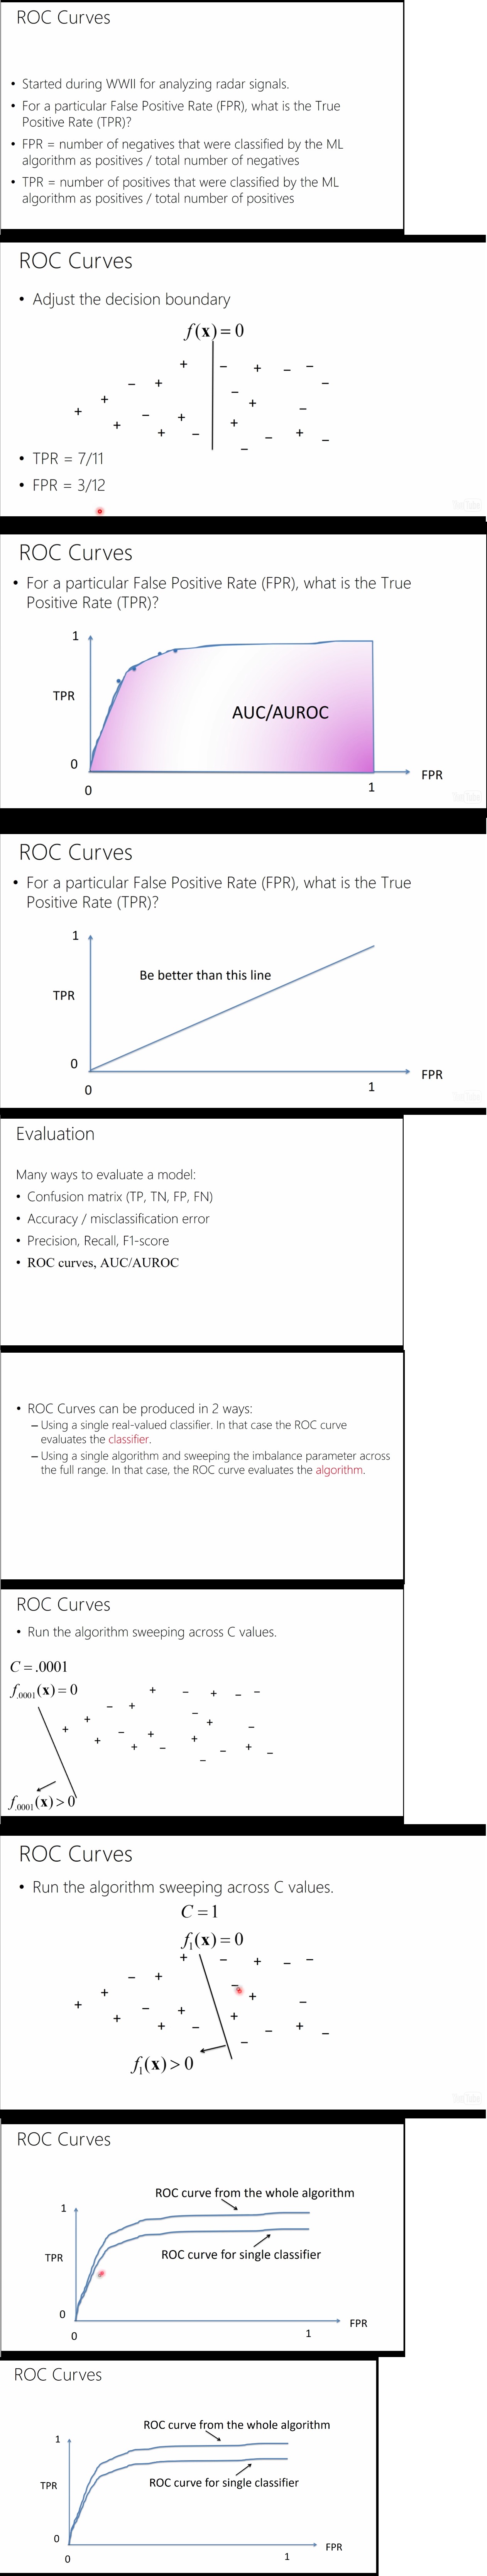 ROC Curves
• Started during WWII for analyzing radar signals.
• For a particular False Positive Rate (FPR), what is the True
Positive Rate (TPR)?
• FPR = number of negatives that were classified by the ML
algorithm as positives / total number of negatives
• TPR = number of positives that were classified by the ML
algorithm as positives / total number of positives
ROC Curves
• Adjust the decision boundary
f(x) = 0
• TPR = 7/11
• FPR = 3/12
ROC Curves
• For a particular False Positive Rate (FPR), what is the True
Positive Rate (TPR)?
1
TPR
AUC/AUROC
0
FPR
0
1
ROC Curves
• For a particular False Positive Rate (FPR), what is the True
Positive Rate (TPR)?
1
Be better than this line
TPR
0
FPR
0
1
Evaluation
Many ways to evaluate a model:
• Confusion matrix (TP, TN, FP, FN)
• Accuracy / misclassification error
• Precision, Recall, F1-score
• ROC curves, AUC/AUROC
• ROC Curves can be produced in 2 ways:
– Using a single real-valued classifier. In that case the ROC curve
evaluates the classifier.
– Using a single algorithm and sweeping the imbalance parameter across
the full range. In that case, the ROC curve evaluates the algorithm.
ROC Curves
• Run the algorithm sweeping across C values.
C = .0001
f.0001(x) = 0
f.0001(x) > 0
ROC Curves
• Run the algorithm sweeping across C values.
C = 1
f1(x) = 0
f1(x) > 0
ROC Curves
ROC curve from the whole algorithm
1
TPR
ROC curve for single classifier
0
FPR
0
1
ROC Curves
ROC curve from the whole algorithm
1
TPR
ROC curve for single classifier
0
FPR
0
1